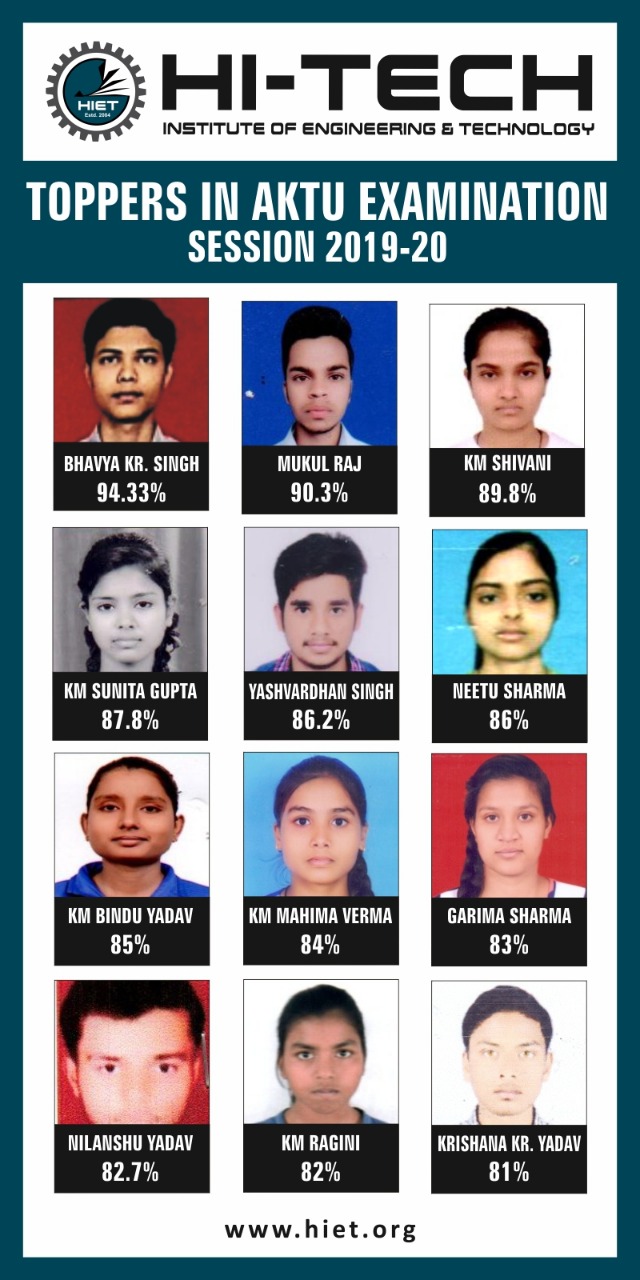 HIET
Estd. 2004
HI-TECH
INSTITUTE OF ENGINEERING & TECHNOLOGY
TOPPERS IN AKTU EXAMINATION
SESSION 2019-20
BHAVYA KR. SINGH
94.33%
MUKUL RAJ
90.3%
KM SHIVANI
89.8%
KM SUNITA GUPTA
87.8%
YASHVARDHAN SINGH
86.2%
NEETU SHARMA
86%
KM BINDU YADAV
85%
KM MAHIMA VERMA
84%
GARIMA SHARMA
83%
NILANSHU YADAV
82.7%
KM RAGINI
82%
KRISHANA KR. YADAV
81%
www.hiet.org